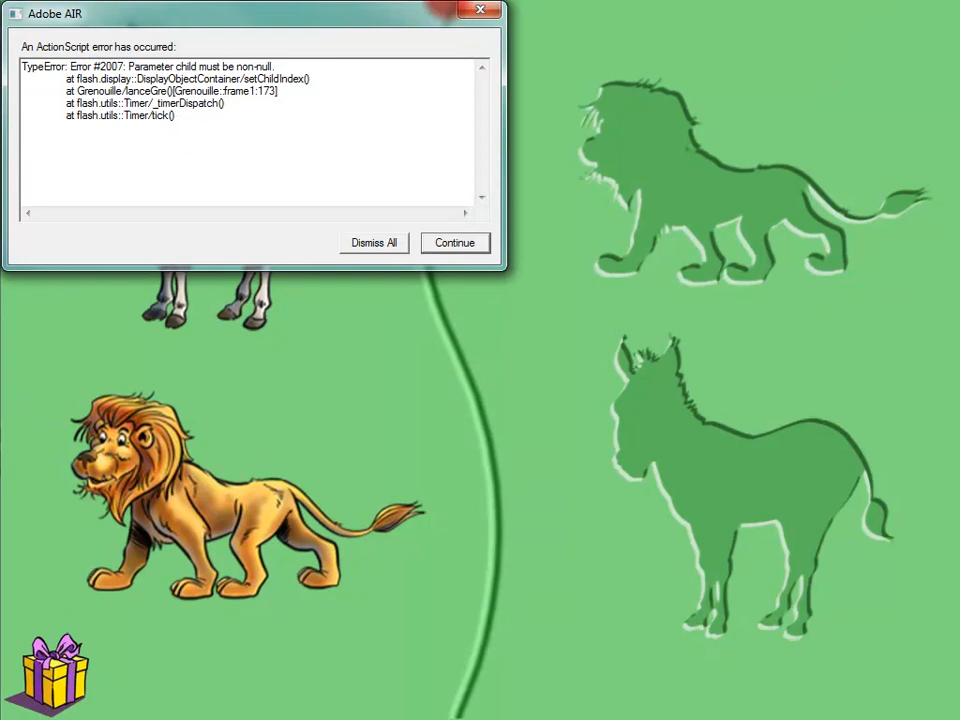 Adobe AIR
An ActionScript error has occurred:
TypeError: Error #2007: Parameter child must be non-null.
at flash.display::DisplayObjectContainer/setChildIndex()
at Grenouille/lanceGre()[Grenouille::frame1:173]
at flash.utils::Timer/_timerDispatch()
at flash.utils::Timer/tick()
Dismiss All
Continue